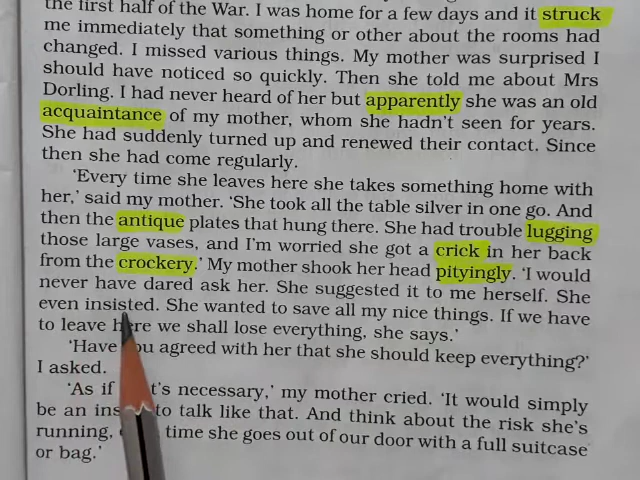 the first half of the War. I was home for a few days and it struck
me immediately that something or other about the rooms had
changed. I missed various things. My mother was surprised I
should have noticed so quickly. Then she told me about Mrs
Dorling. I had never heard of her but apparently she was an old
acquaintance of my mother, whom she hadn't seen for years.
She had suddenly turned up and renewed their contact. Since
then she had come regularly.
‘Every time she leaves here she takes something home with
her,’ said my mother. ‘She took all the table silver in one go. And
then the antique plates that hung there. She had trouble lugging
those large vases, and I'm worried she got a crick in her back
from the crockery.’ My mother shook her head pityingly. ‘I would
never have dared ask her. She suggested it to me herself. She
even insisted. She wanted to save all my nice things. If we have
to leave here we shall lose everything, she says.’
‘Have you agreed with her that she should keep everything?’
I asked.
‘As if necessary,’ my mother cried. ‘It would simply
be an to talk like that. And think about the risk she's
running, time she goes out of our door with a full suitcase
or bag.’